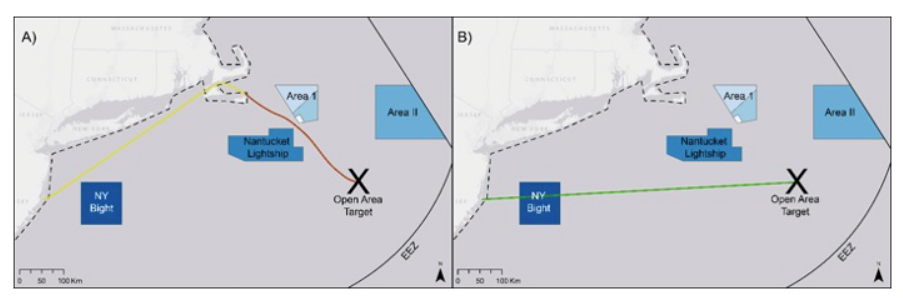 A)
MASSACHUSETTS
CONNECTICUT
NEW YORK
Area 1
Area II
Nantucket
Lightship
NY
Bight
Open Area
Target
EEZ
N
0 50 100 Km
B)
MASSACHUSETTS
CONNECTICUT
NEW YORK
Area 1
Area II
Nantucket
Lightship
NY
Bight
Open Area
Target
EEZ
N
0 50 100 Km